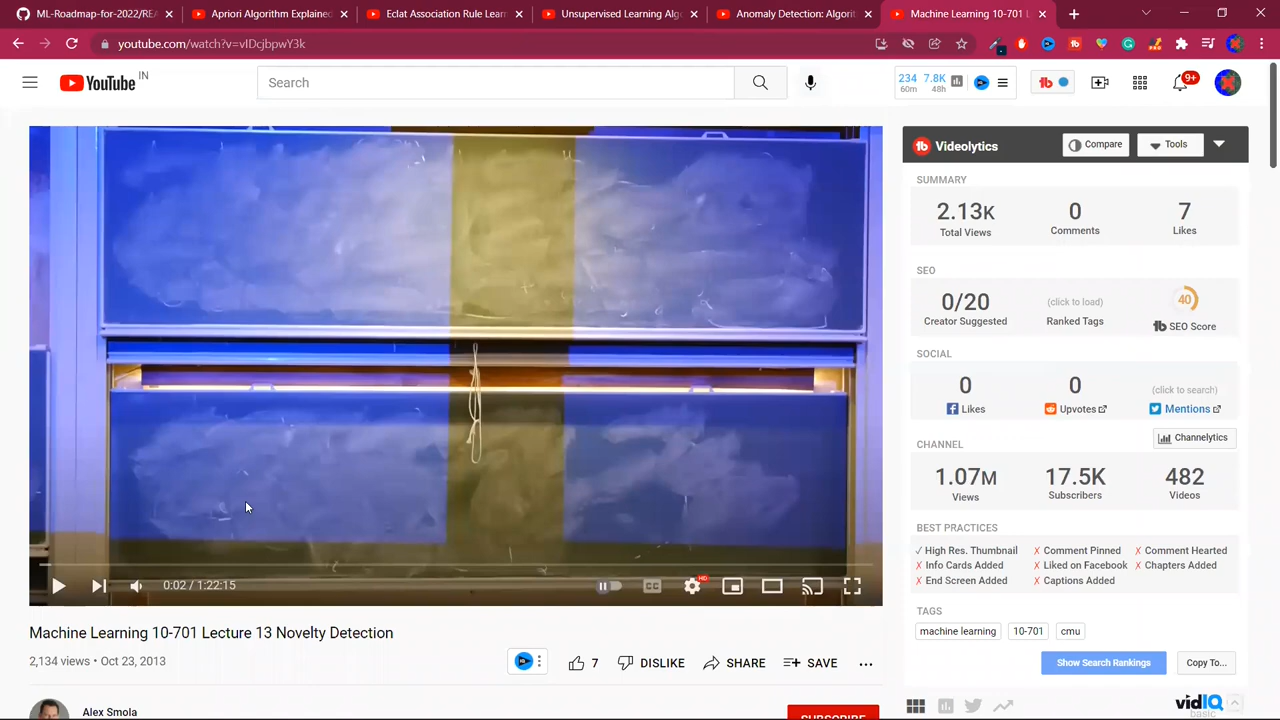 ML-Roadmap-for-2022/REA
Apriori Algorithm Explained
Eclat Association Rule Learn
Unsupervised Learning Algo
Anomaly Detection: Algorit
Machine Learning 10-701 L
youtube.com/watch?v=vIDcjbpwY3k
YouTube IN
Search
234 7.8K
60m 48h
9+
Videolytics
Compare
Tools
SUMMARY
2.13K 0 7
Total Views Comments Likes
SEO
0/20 (click to load) 40
Creator Suggested Ranked Tags SEO Score
SOCIAL
0 0 (click to search)
Likes Upvotes Mentions
CHANNEL
Channelytics
1.07M 17.5K 482
Views Subscribers Videos
BEST PRACTICES
✓ High Res. Thumbnail ✗ Comment Pinned ✗ Comment Hearted
✗ Info Cards Added ✗ Liked on Facebook ✗ Chapters Added
✗ End Screen Added ✗ Captions Added
TAGS
machine learning 10-701 cmu
Show Search Rankings Copy To...
vidIQ
basic
0:02 / 1:22:15
CC
HD
Machine Learning 10-701 Lecture 13 Novelty Detection
2,134 views • Oct 23, 2013
7 DISLIKE SHARE SAVE ...
Alex Smola
SUBSCRIBE